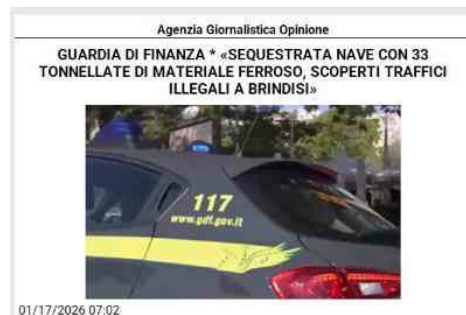 Agenzia Giornalistica Opinione
GUARDIA DI FINANZA * «SEQUESTRATA NAVE CON 33
TONNELLATE DI MATERIALE FERROSO, SCOPERTI TRAFFICI
ILLEGALI A BRINDISI»
117
www.gdf.gov.it
01/17/2026 07:02